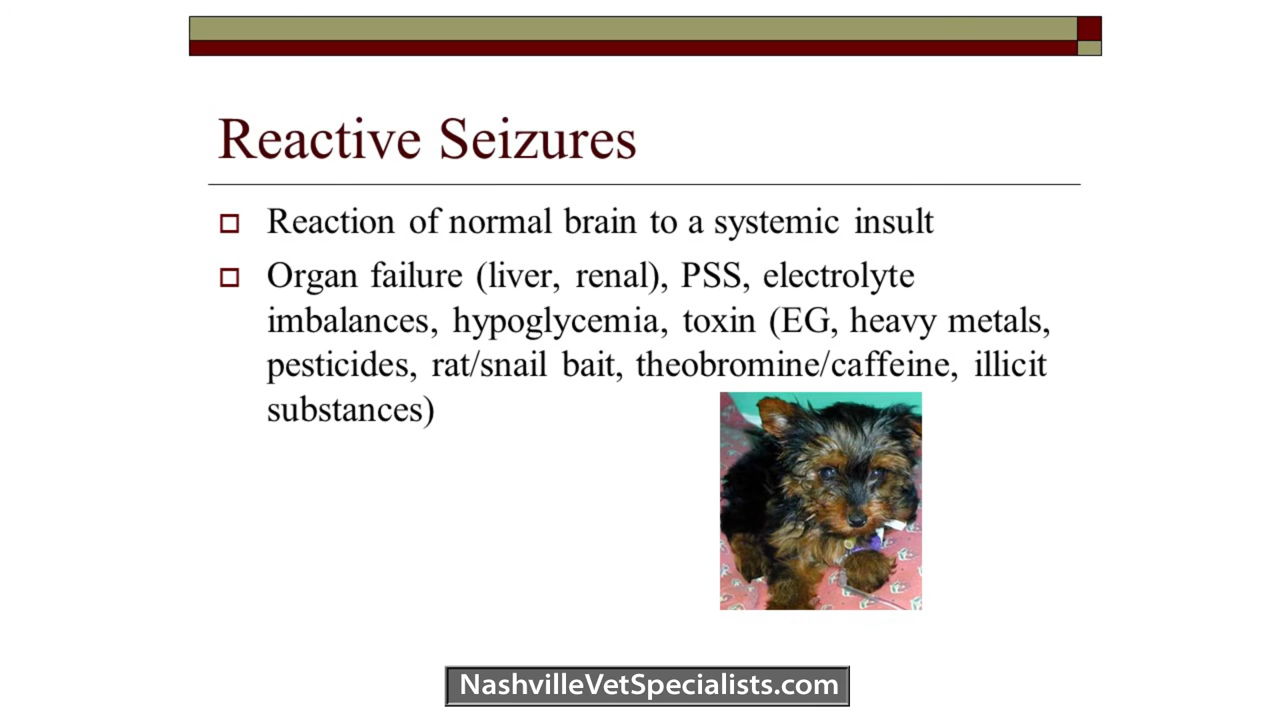 Reactive Seizures
Reaction of normal brain to a systemic insult
Organ failure (liver, renal), PSS, electrolyte
imbalances, hypoglycemia, toxin (EG, heavy metals,
pesticides, rat/snail bait, theobromine/caffeine, illicit
substances)
NashvilleVetSpecialists.com